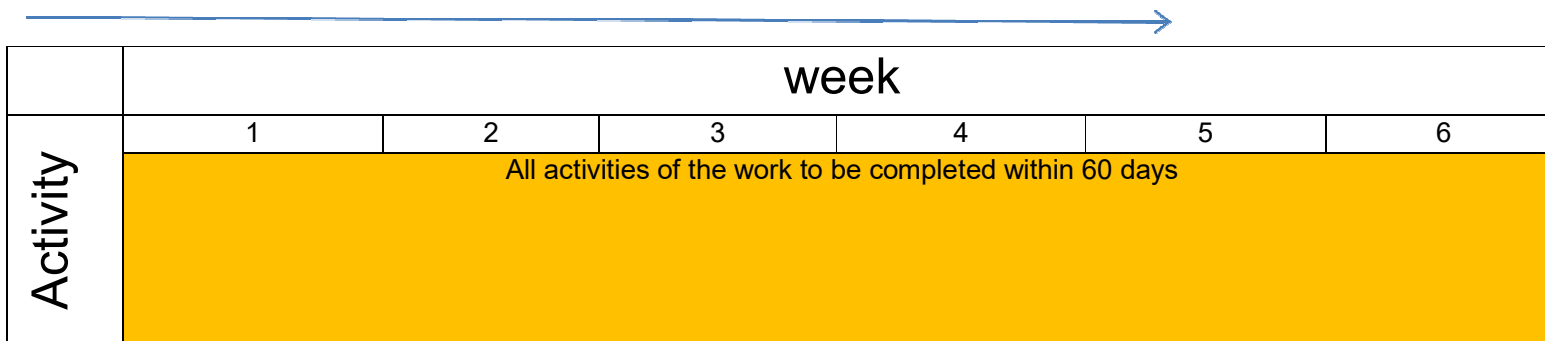 week
1 2 3 4 5 6
Activity
All activities of the work to be completed within 60 days